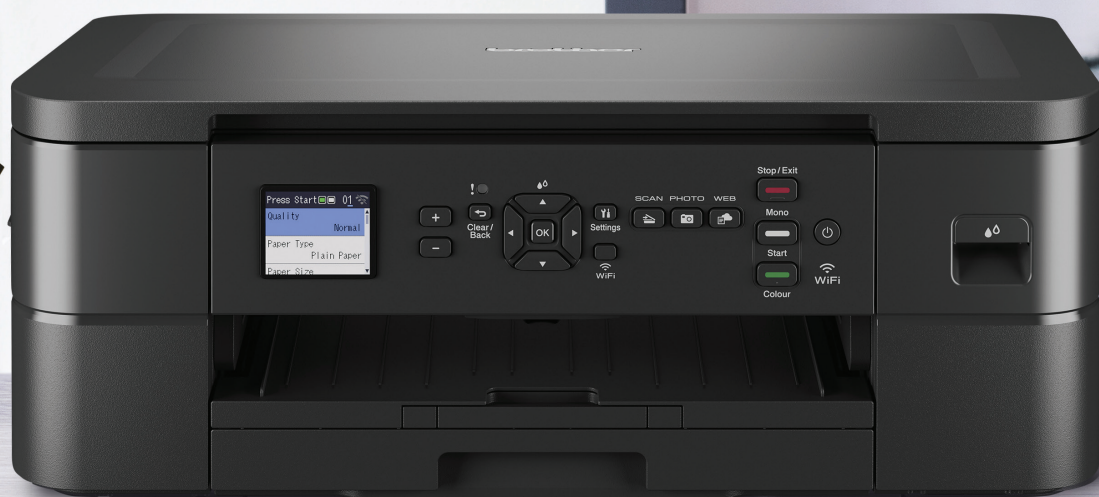 brother
Press Start 01
Quality
Normal
Paper Type
Plain Paper
Paper Size
+
-
!
Clear/
Back
OK
Settings
WiFi
SCAN PHOTO WEB
Stop/Exit
Mono
Start
Colour
WiFi